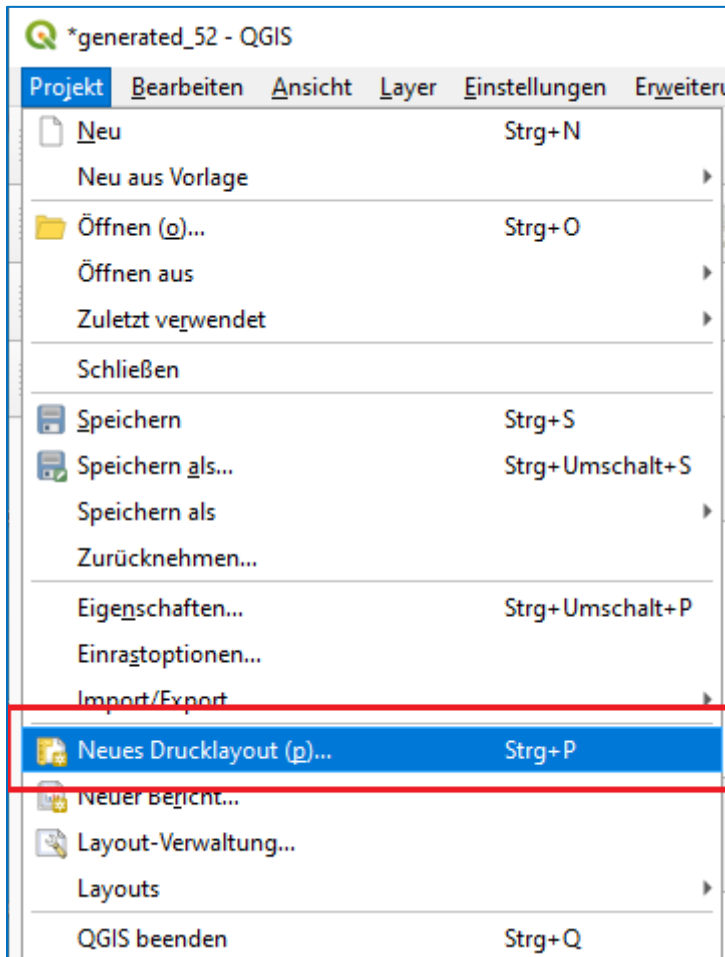 *generated_52 - QGIS
Projekt Bearbeiten Ansicht Layer Einstellungen Erweiteru
Neu Strg+N
Neu aus Vorlage
Öffnen (o)... Strg+O
Öffnen aus
Zuletzt verwendet
Schließen
Speichern Strg+S
Speichern als... Strg+Umschalt+S
Speichern als
Zurücknehmen...
Eigenschaften... Strg+Umschalt+P
Einrastoptionen...
Import/Export
Neues Drucklayout (p)... Strg+P
Neuer Bericht...
Layout-Verwaltung...
Layouts
QGIS beenden Strg+Q